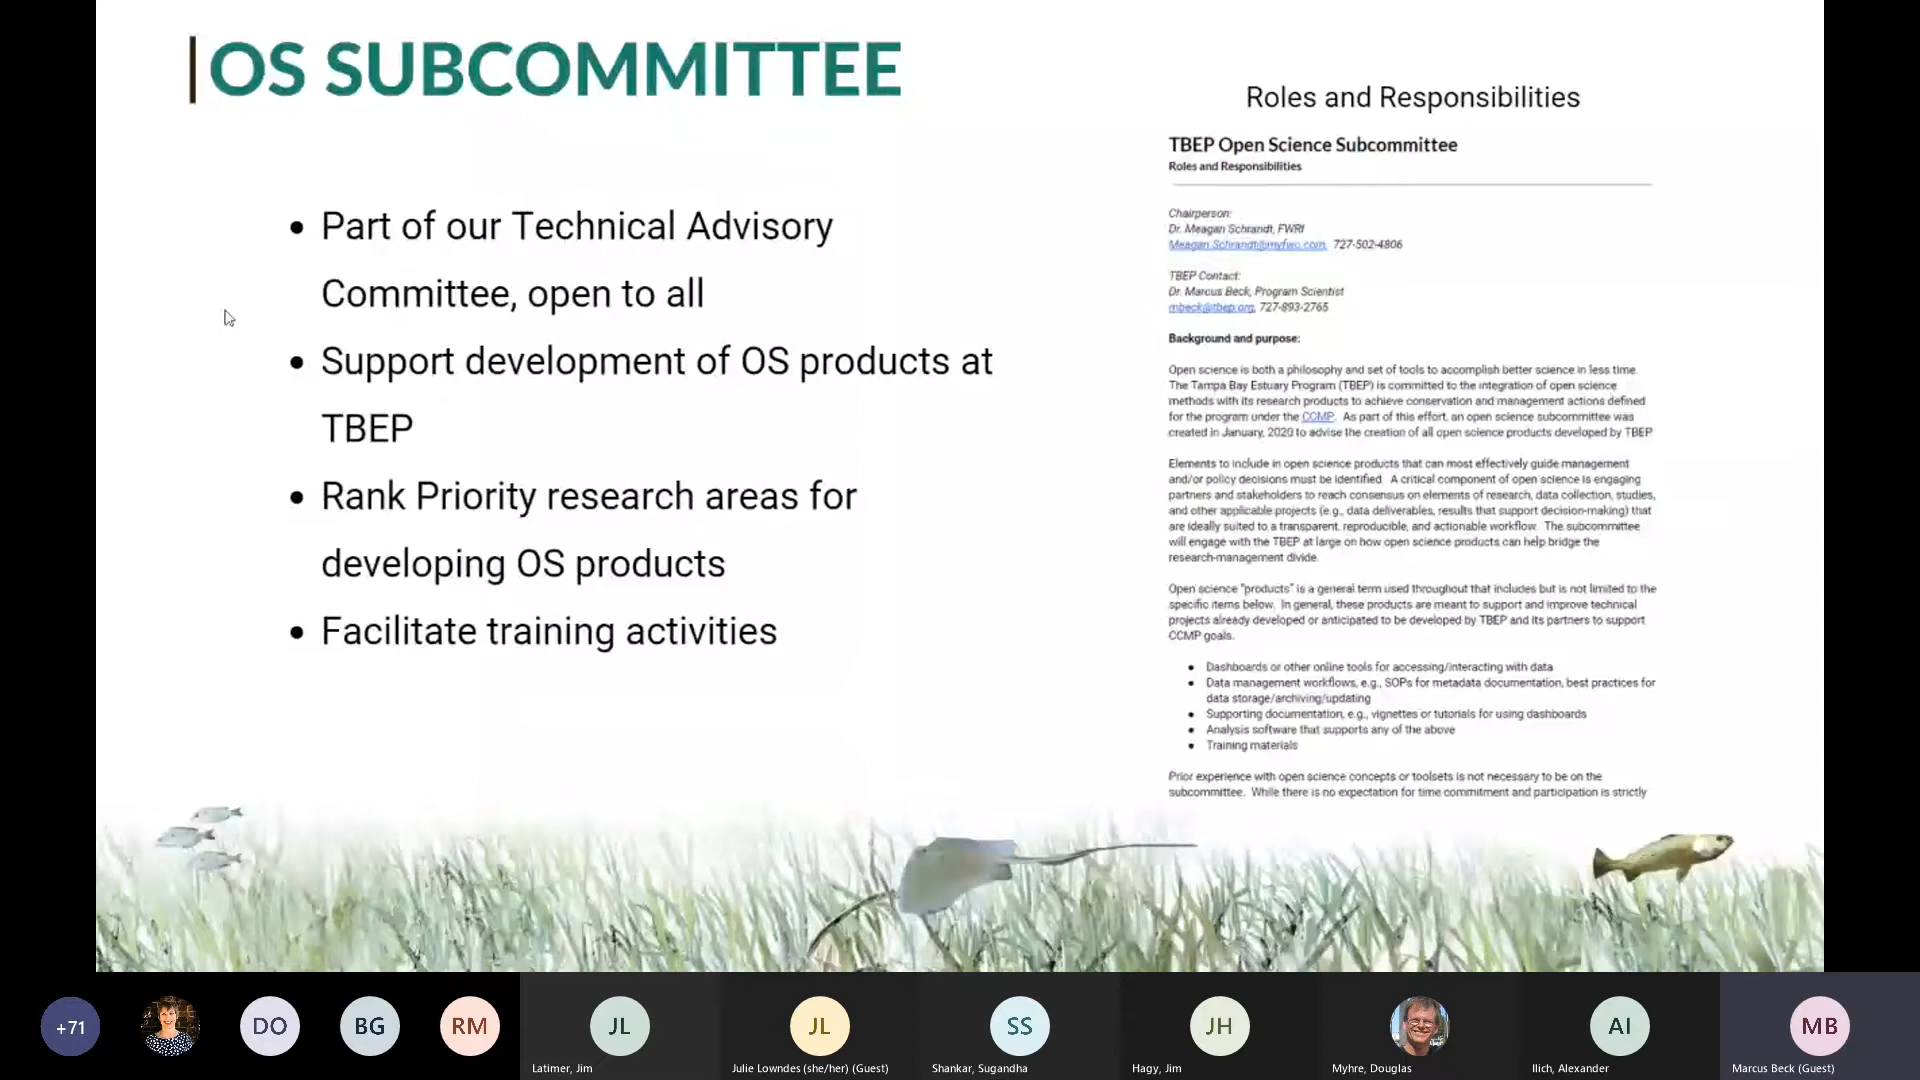 OS SUBCOMMITTEE
• Part of our Technical Advisory
Committee, open to all
• Support development of OS products at
TBEP
• Rank Priority research areas for
developing OS products
• Facilitate training activities
Roles and Responsibilities
TBEP Open Science Subcommittee
Roles and Responsibilities
Chairperson:
Dr. Meagan Schrandt, FWRI
Meagan.Schrandt@myfwc.com, 727-502-4806
TBEP Contact:
Dr. Marcus Beck, Program Scientist
mbeck@tbep.org, 727-893-2765
Background and purpose:
Open science is both a philosophy and set of tools to accomplish better science in less time.
The Tampa Bay Estuary Program (TBEP) is committed to the integration of open science
methods with its research products to achieve conservation and management actions defined
for the program under the CCMP. As part of this effort, an open science subcommittee was
created in January, 2020 to advise the creation of all open science products developed by TBEP
Elements to include in open science products that can most effectively guide management
and/or policy decisions must be identified. A critical component of open science is engaging
partners and stakeholders to reach consensus on elements of research, data collection, studies,
and other applicable projects (e.g., data deliverables, results that support decision-making) that
are ideally suited to a transparent, reproducible, and actionable workflow. The subcommittee
will engage with the TBEP at large on how open science products can help bridge the
research-management divide.
Open science "products" is a general term used throughout that includes but is not limited to the
specific items below. In general, these products are meant to support and improve technical
projects already developed or anticipated to be developed by TBEP and its partners to support
CCMP goals.
• Dashboards or other online tools for accessing/interacting with data
• Data management workflows, e.g., SOPs for metadata documentation, best practices for
data storage/archiving/updating
• Supporting documentation, e.g., vignettes or tutorials for using dashboards
• Analysis software that supports any of the above
• Training materials
Prior experience with open science concepts or toolsets is not necessary to be on the
subcommittee. While there is no expectation for time commitment and participation is strictly
+71
DO
BG
RM
JL
Latimer, Jim
JL
Julie Lowndes (she/her) (Guest)
SS
Shankar, Sugandha
JH
Hagy, Jim
Myhre, Douglas
AI
Ilich, Alexander
MB
Marcus Beck (Guest)